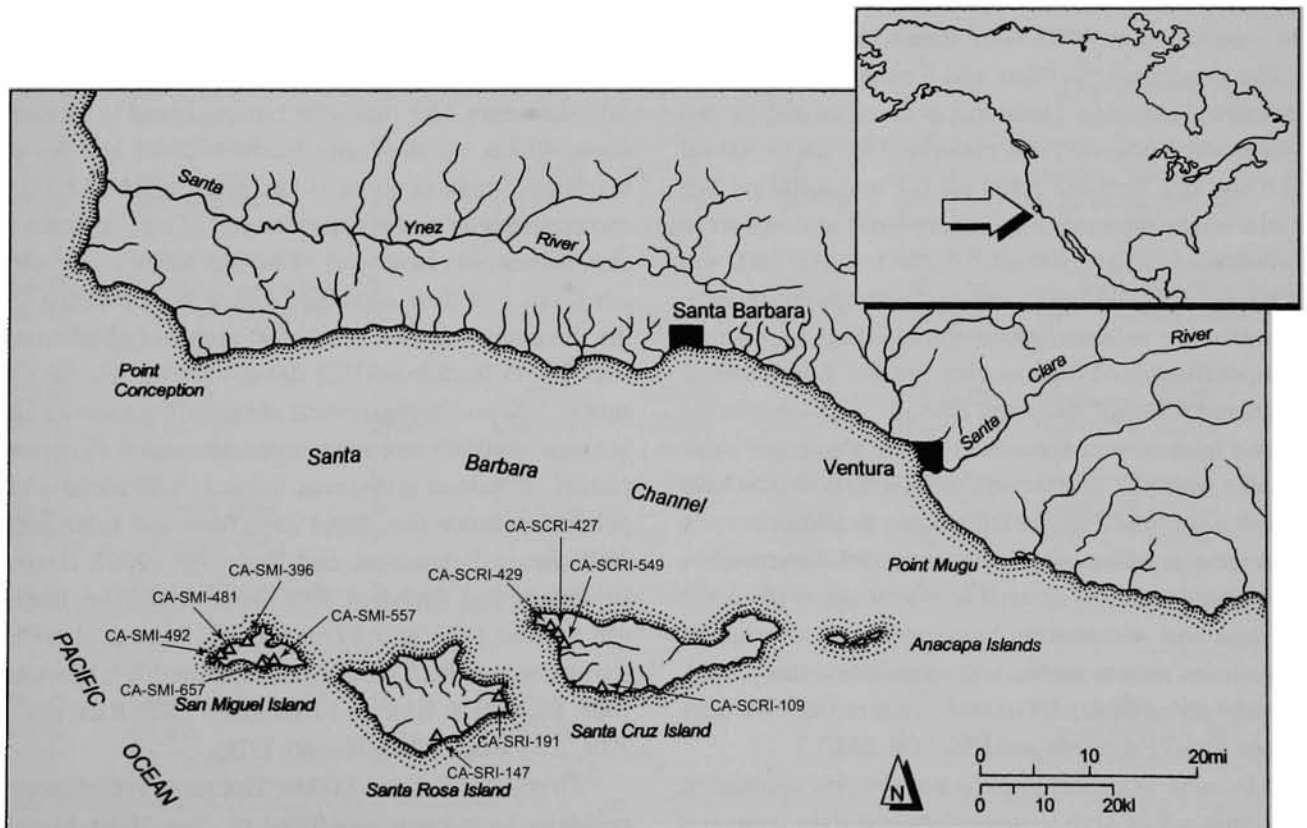 Santa
Ynez
River
Santa Barbara
River
Clara
Santa
Point
Conception
Ventura
Santa
Barbara
Channel
Point Mugu
CA-SCRI-427
CA-SCRI-429
CA-SCRI-549
CA-SMI-396
CA-SMI-481
CA-SMI-557
CA-SMI-492
CA-SMI-657
PACIFIC
OCEAN
San Miguel Island
Anacapa Islands
CA-SCRI-109
Santa Cruz Island
CA-SRI-191
CA-SRI-147
Santa Rosa Island
N
0 10 20mi
0 10 20kl